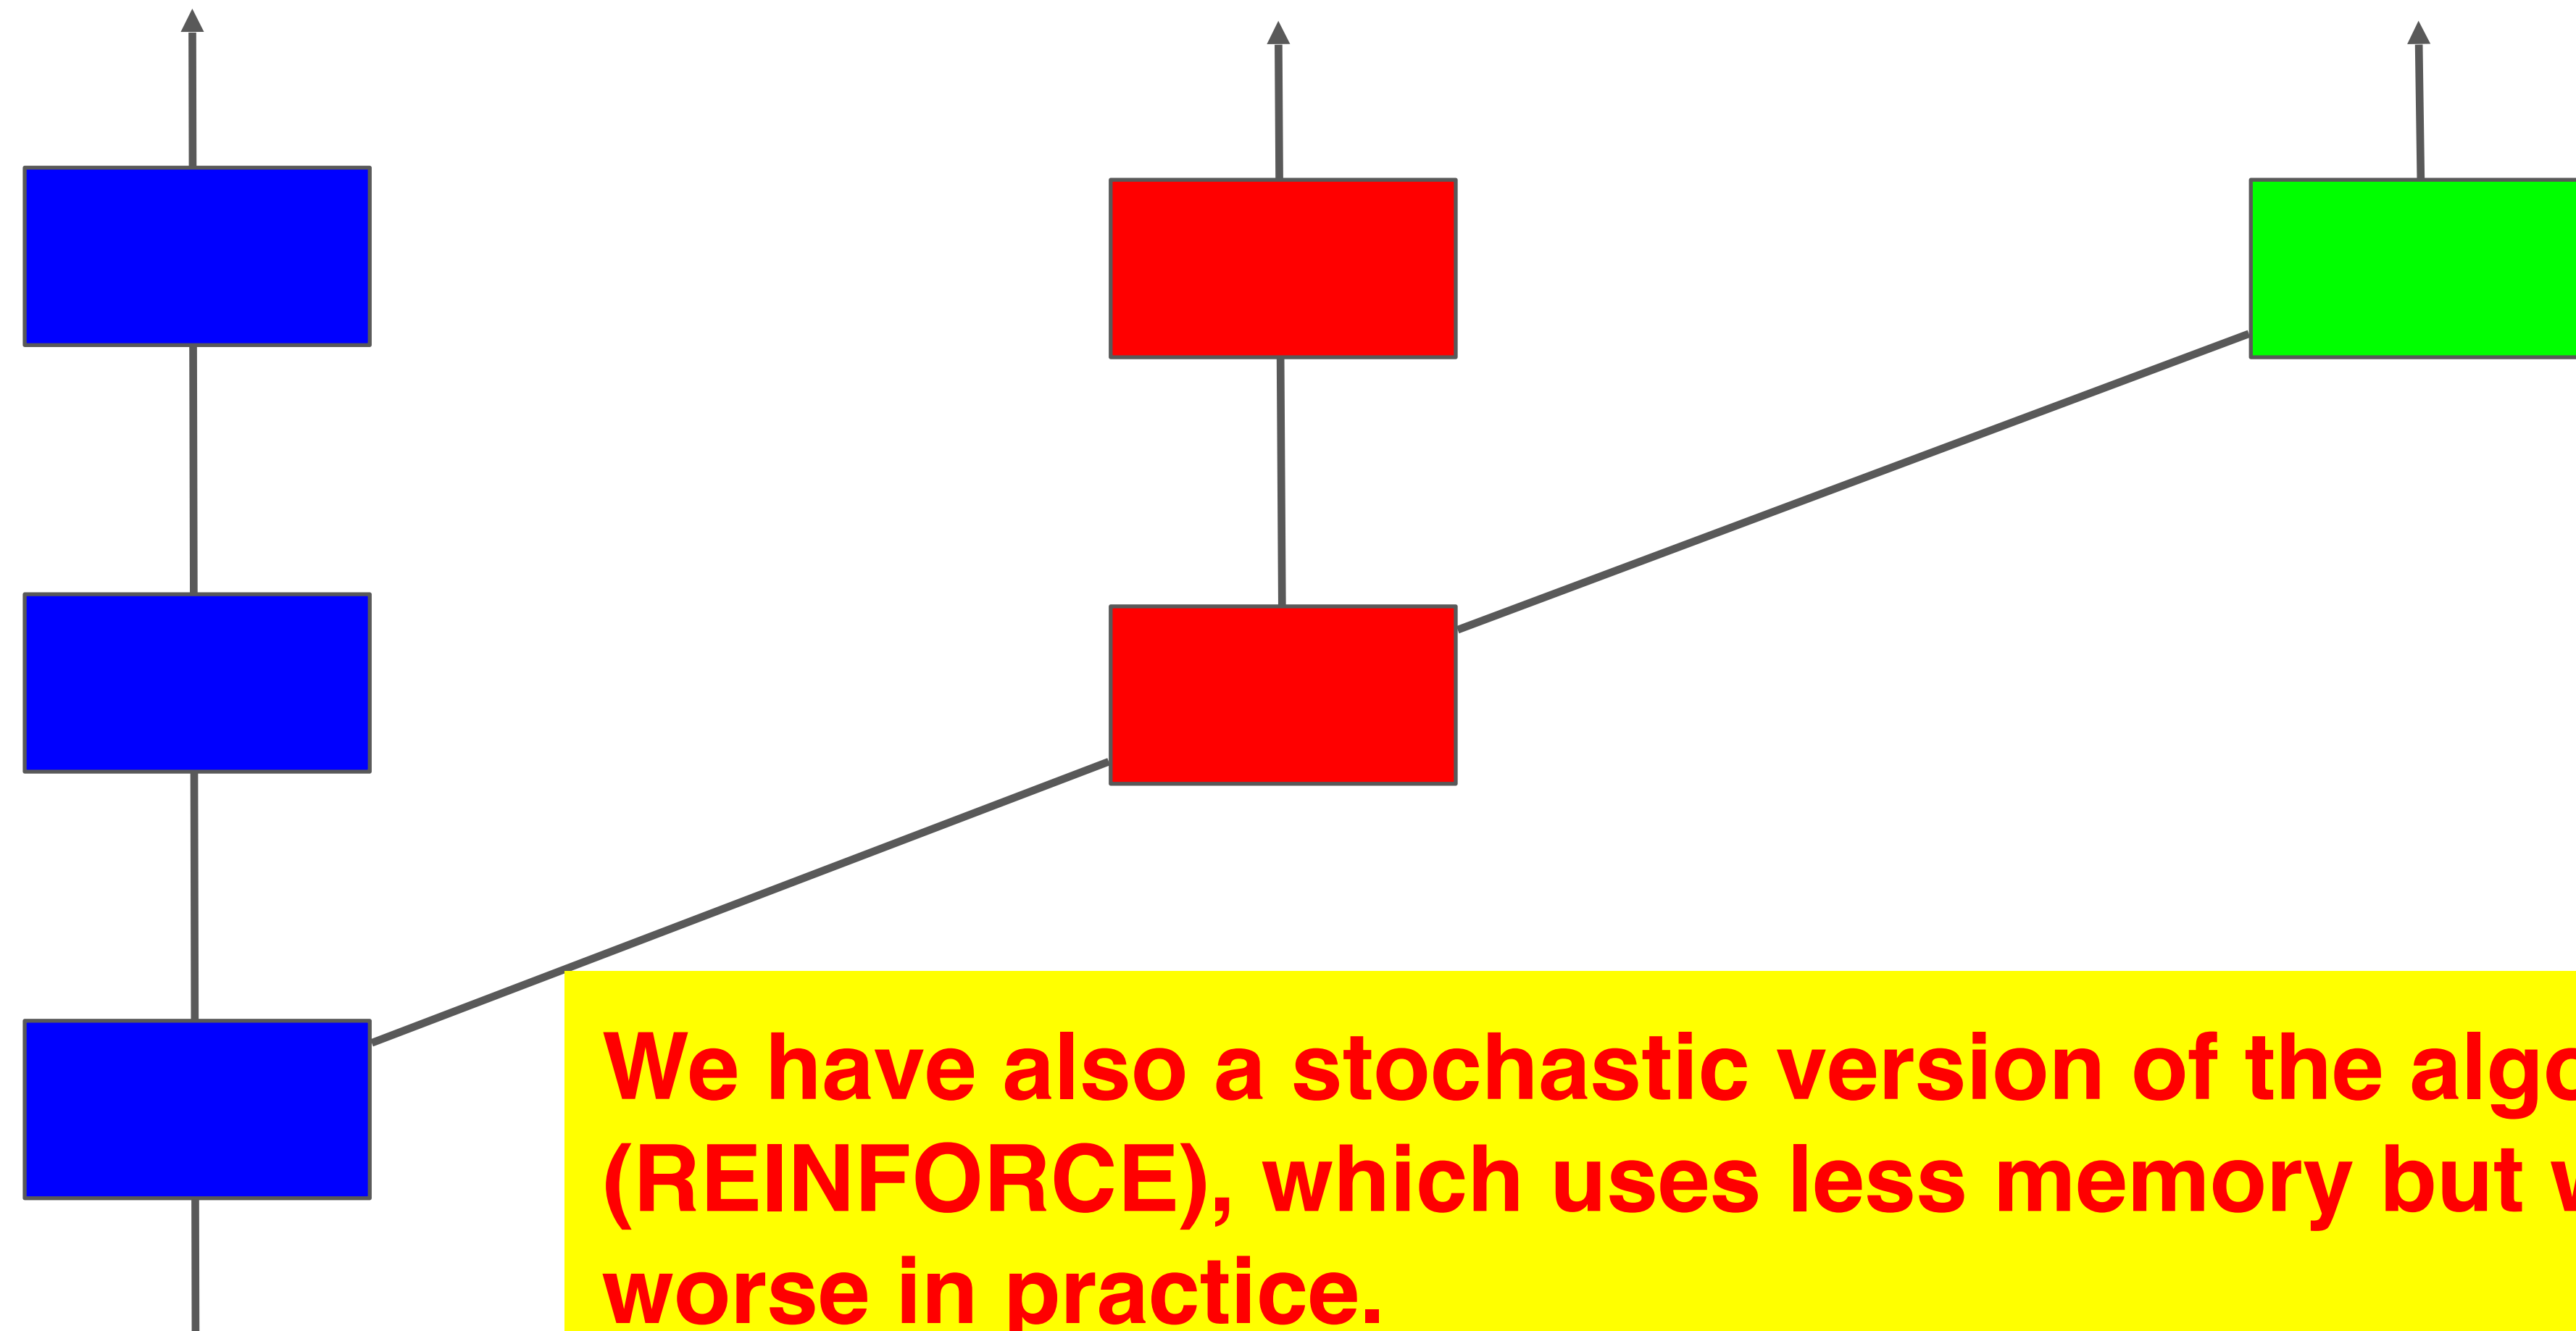 We have also a stochastic version of the
(REINFORCE), which uses less memory but
worse in practice.